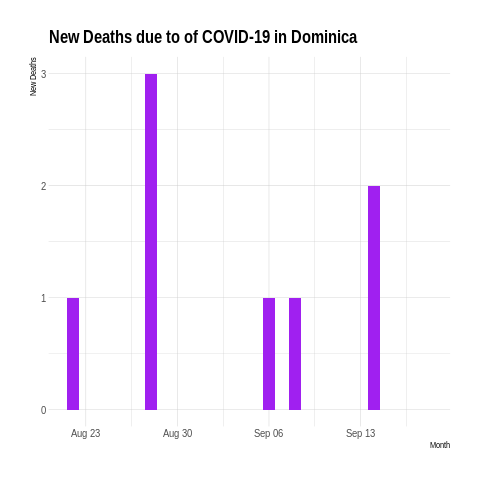 New Deaths due to of COVID-19 in Dominica
New Deaths
3
2
1
0
Aug 23 Aug 30 Sep 06 Sep 13
Month